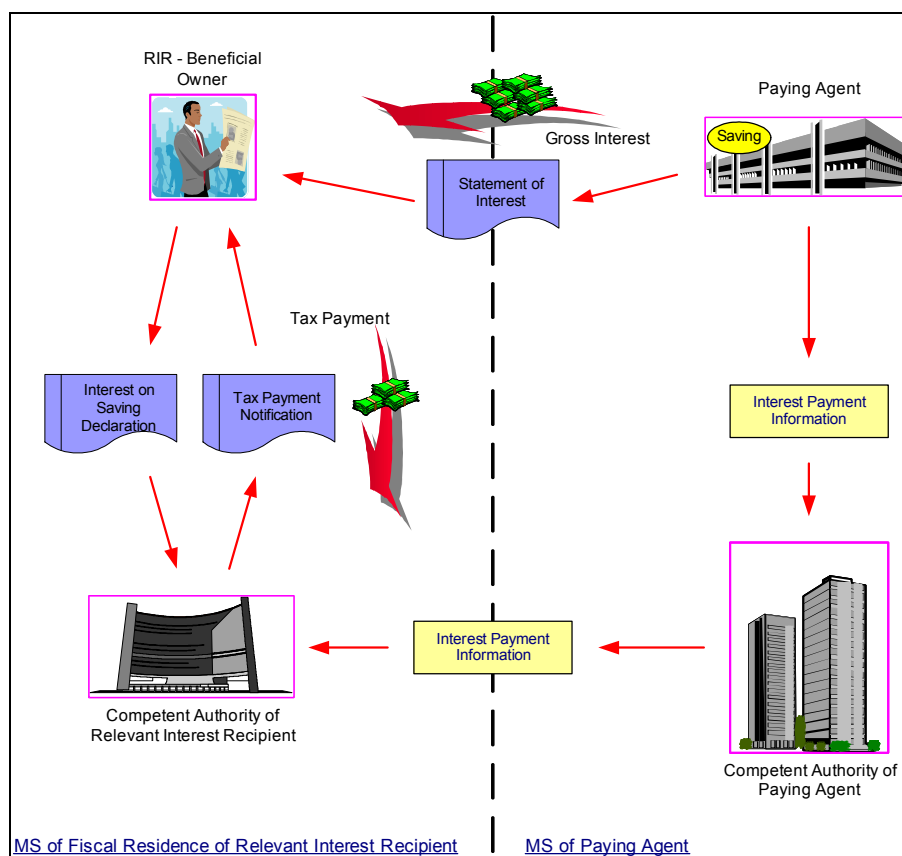 RIR - Beneficial
Owner
Paying Agent
Saving
Gross Interest
Statement of
Interest
Tax Payment
Interest on
Saving
Declaration
Tax Payment
Notification
Interest Payment
Information
Interest Payment
Information
Competent Authority of
Relevant Interest Recipient
Competent Authority of
Paying Agent
MS of Fiscal Residence of Relevant Interest Recipient
MS of Paying Agent